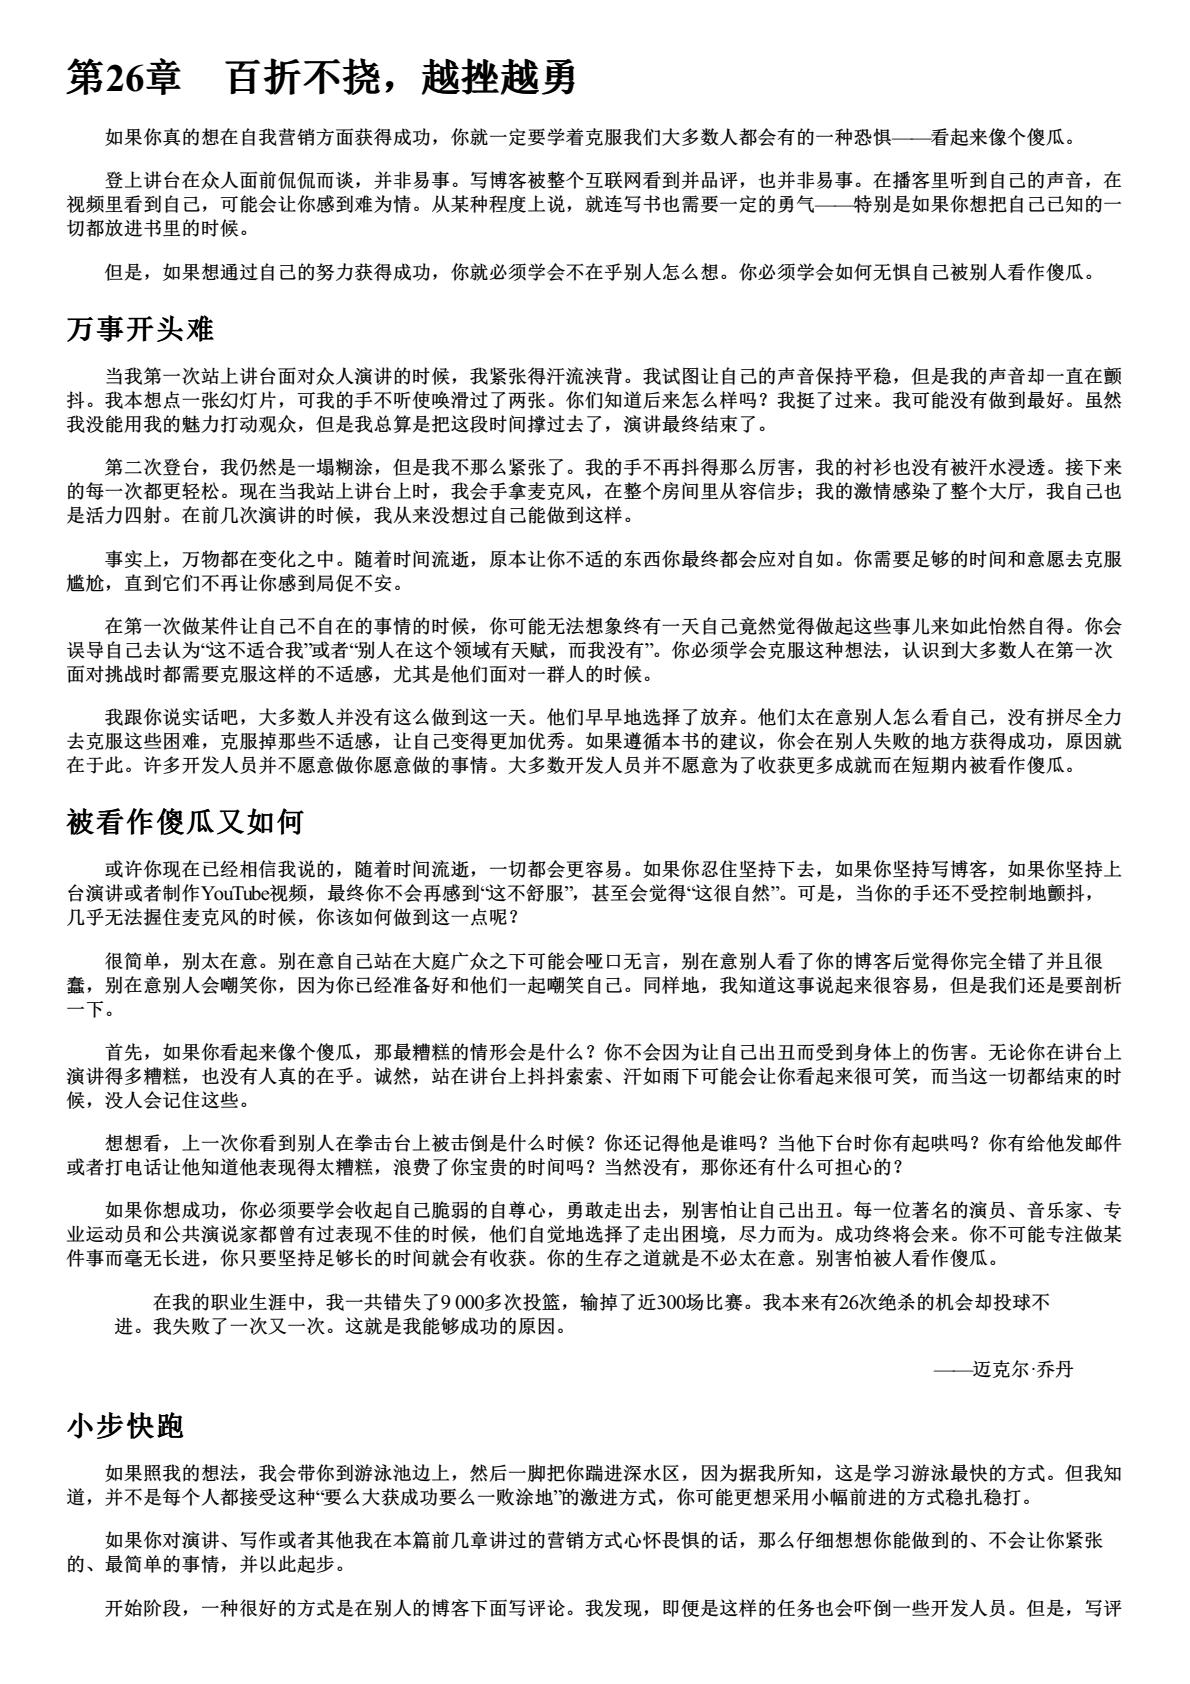 第26章　百折不挠，越挫越勇
如果你真的想在自我营销方面获得成功，你就一定要学着克服我们大多数人都会有的一种恐惧——看起来像个傻瓜。
登上讲台在众人面前侃侃而谈，并非易事。写博客被整个互联网看到并品评，也并非易事。在播客里听到自己的声音，在
视频里看到自己，可能会让你感到难为情。从某种程度上说，就连写书也需要一定的勇气——特别是如果你想把自己已知的一
切都放进书里的时候。
但是，如果想通过自己的努力获得成功，你就必须学会不在乎别人怎么想。你必须学会如何无惧自己被别人看作傻瓜。
万事开头难
当我第一次站上讲台面对众人演讲的时候，我紧张得汗流浃背。我试图让自己的声音保持平稳，但是我的声音却一直在颤
抖。我本想点一张幻灯片，可我的手不听使唤滑过了两张。你们知道后来怎么样吗？我挺了过来。我可能没有做到最好。虽然
我没能用我的魅力打动观众，但是我总算是把这段时间撑过去了，演讲最终结束了。
第二次登台，我仍然是一塌糊涂，但是我不那么紧张了。我的手不再抖得那么厉害，我的衬衫也没有被汗水浸透。接下来
的每一次都更轻松。现在当我站上讲台上时，我会手拿麦克风，在整个房间里从容信步；我的激情感染了整个大厅，我自己也
是活力四射。在前几次演讲的时候，我从来没想过自己能做到这样。
事实上，万物都在变化之中。随着时间流逝，原本让你不适的东西你最终都会应对自如。你需要足够的时间和意愿去克服
尴尬，直到它们不再让你感到局促不安。
在第一次做某件让自己不自在的事情的时候，你可能无法想象终有一天自己竟然觉得做起这些事儿来如此怡然自得。你会
误导自己去认为“这不适合我”或者“别人在这个领域有天赋，而我没有”。你必须学会克服这种想法，认识到大多数人在第一次
面对挑战时都需要克服这样的不适感，尤其是他们面对一群人的时候。
我跟你说实话吧，大多数人并没有这么做到这一天。他们早早地选择了放弃。他们太在意别人怎么看自己，没有拼尽全力
去克服这些困难，克服掉那些不适感，让自己变得更加优秀。如果遵循本书的建议，你会在别人失败的地方获得成功，原因就
在于此。许多开发人员并不愿意做你愿意做的事情。大多数开发人员并不愿意为了收获更多成就而在短期内被看作傻瓜。
被看作傻瓜又如何
或许你现在已经相信我说的，随着时间流逝，一切都会更容易。如果你忍住坚持下去，如果你坚持写博客，如果你坚持上
台演讲或者制作YouTube视频，最终你不会再感到“这不舒服”，甚至会觉得“这很自然”。可是，当你的手还不受控制地颤抖，
几乎无法握住麦克风的时候，你该如何做到这一点呢？
很简单，别太在意。别在意自己站在大庭广众之下可能会哑口无言，别在意别人看了你的博客后觉得你完全错了并且很
蠢，别在意别人会嘲笑你，因为你已经准备好和他们一起嘲笑自己。同样地，我知道这事说起来很容易，但是我们还是要剖析
一下。
首先，如果你看起来像个傻瓜，那最糟糕的情形会是什么？你不会因为让自己出丑而受到身体上的伤害。无论你在讲台上
演讲得多糟糕，也没有人真的在乎。诚然，站在讲台上抖抖索索、汗如雨下可能会让你看起来很可笑，而当这一切都结束的时
候，没人会记住这些。
想想看，上一次你看到别人在拳击台上被击倒是什么时候？你还记得他是谁吗？当他下台时你有起哄吗？你有给他发邮件
或者打电话让他知道他表现得太糟糕，浪费了你宝贵的时间吗？当然没有，那你还有什么可担心的？
如果你想成功，你必须要学会收起自己脆弱的自尊心，勇敢走出去，别害怕让自己出丑。每一位著名的演员、音乐家、专
业运动员和公共演说家都曾有过表现不佳的时候，他们自觉地选择了走出困境，尽力而为。成功终将会来。你不可能专注做某
件事而毫无长进，你只要坚持足够长的时间就会有收获。你的生存之道就是不必太在意。别害怕被人看作傻瓜。
在我的职业生涯中，我一共错失了9 000多次投篮，输掉了近300场比赛。我本来有26次绝杀的机会却投球不
进。我失败了一次又一次。这就是我能够成功的原因。
——迈克尔·乔丹
小步快跑
如果照我的想法，我会带你到游泳池边上，然后一脚把你踹进深水区，因为据我所知，这是学习游泳最快的方式。但我知
道，并不是每个人都接受这种“要么大获成功要么一败涂地”的激进方式，你可能更想采用小幅前进的方式稳扎稳打。
如果你对演讲、写作或者其他我在本篇前几章讲过的营销方式心怀畏惧的话，那么仔细想想你能做到的、不会让你紧张
的、最简单的事情，并以此起步。
开始阶段，一种很好的方式是在别人的博客下面写评论。我发现，即便是这样的任务也会吓倒一些开发人员。但是，写评